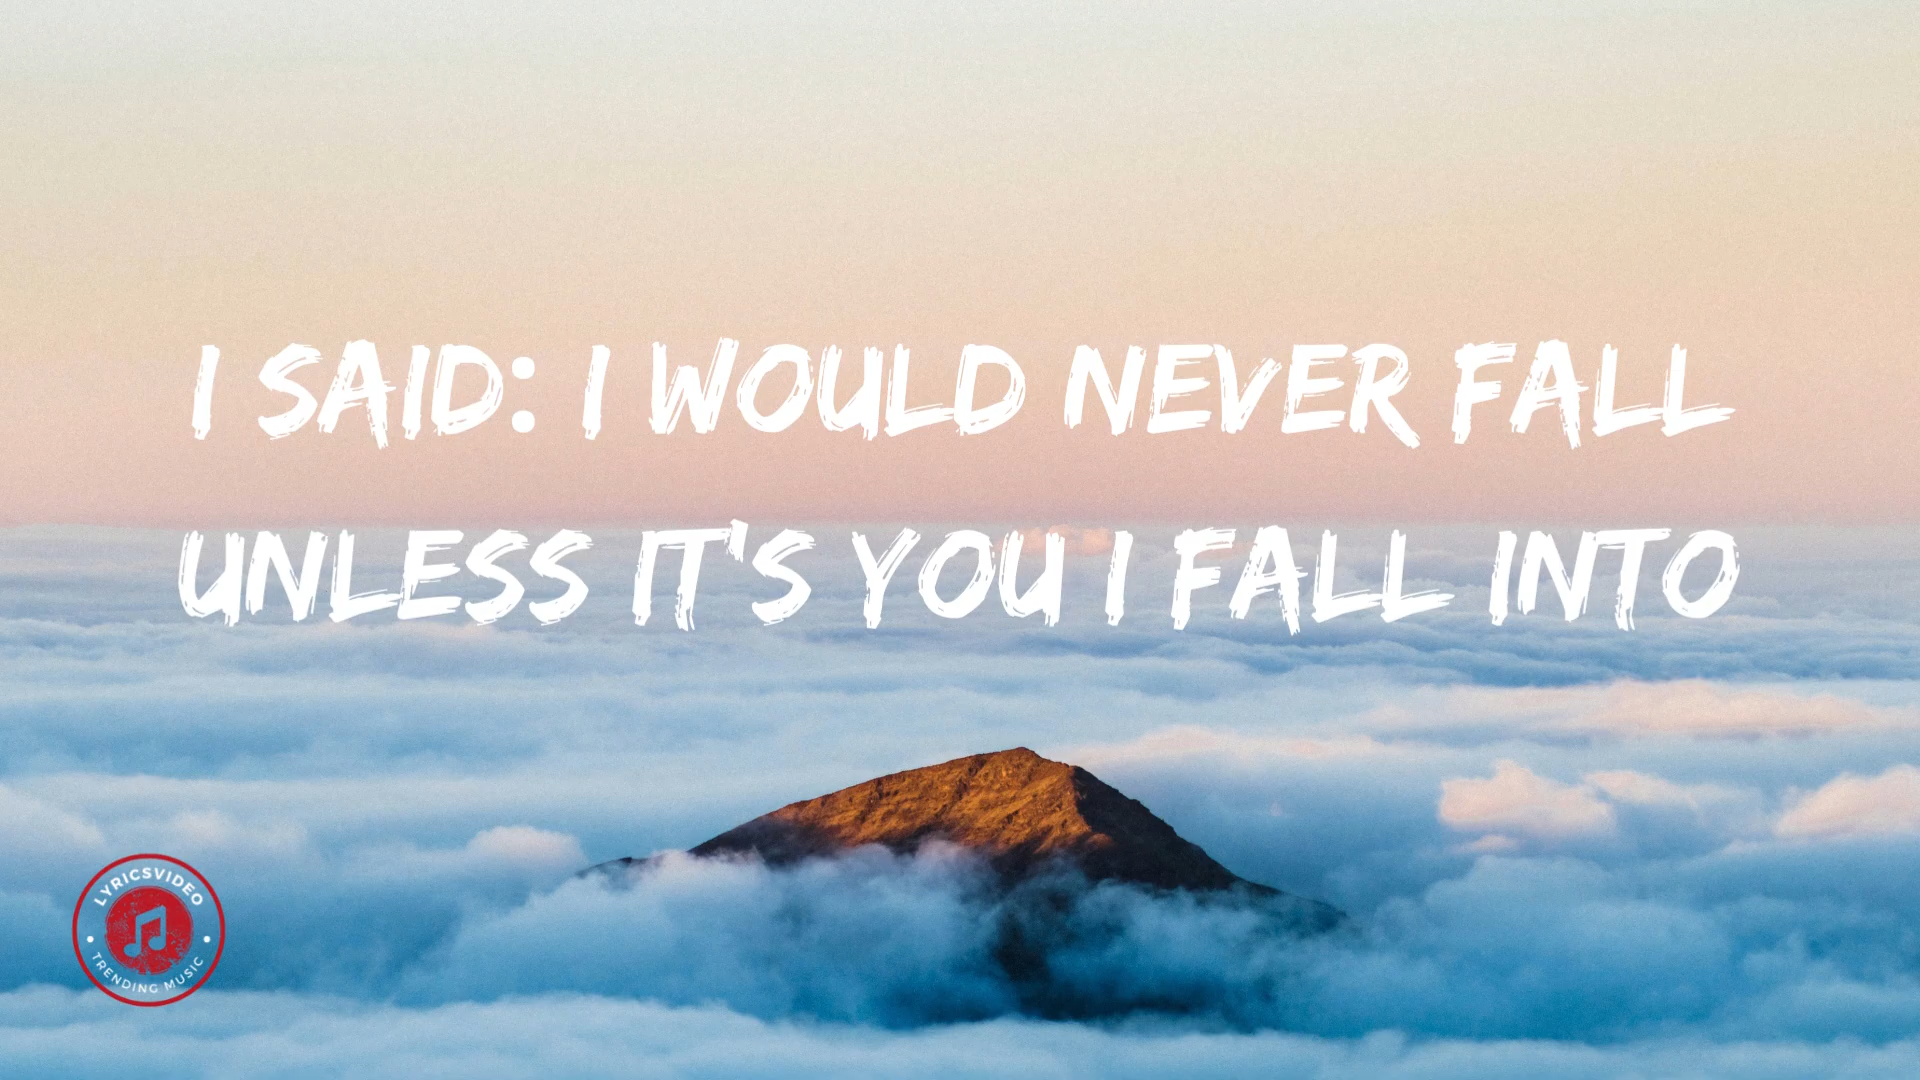 I SAID: I WOULD NEVER FALL
UNLESS IT'S YOU I FALL INTO
LYRICSVIDEO
TRENDING MUSIC